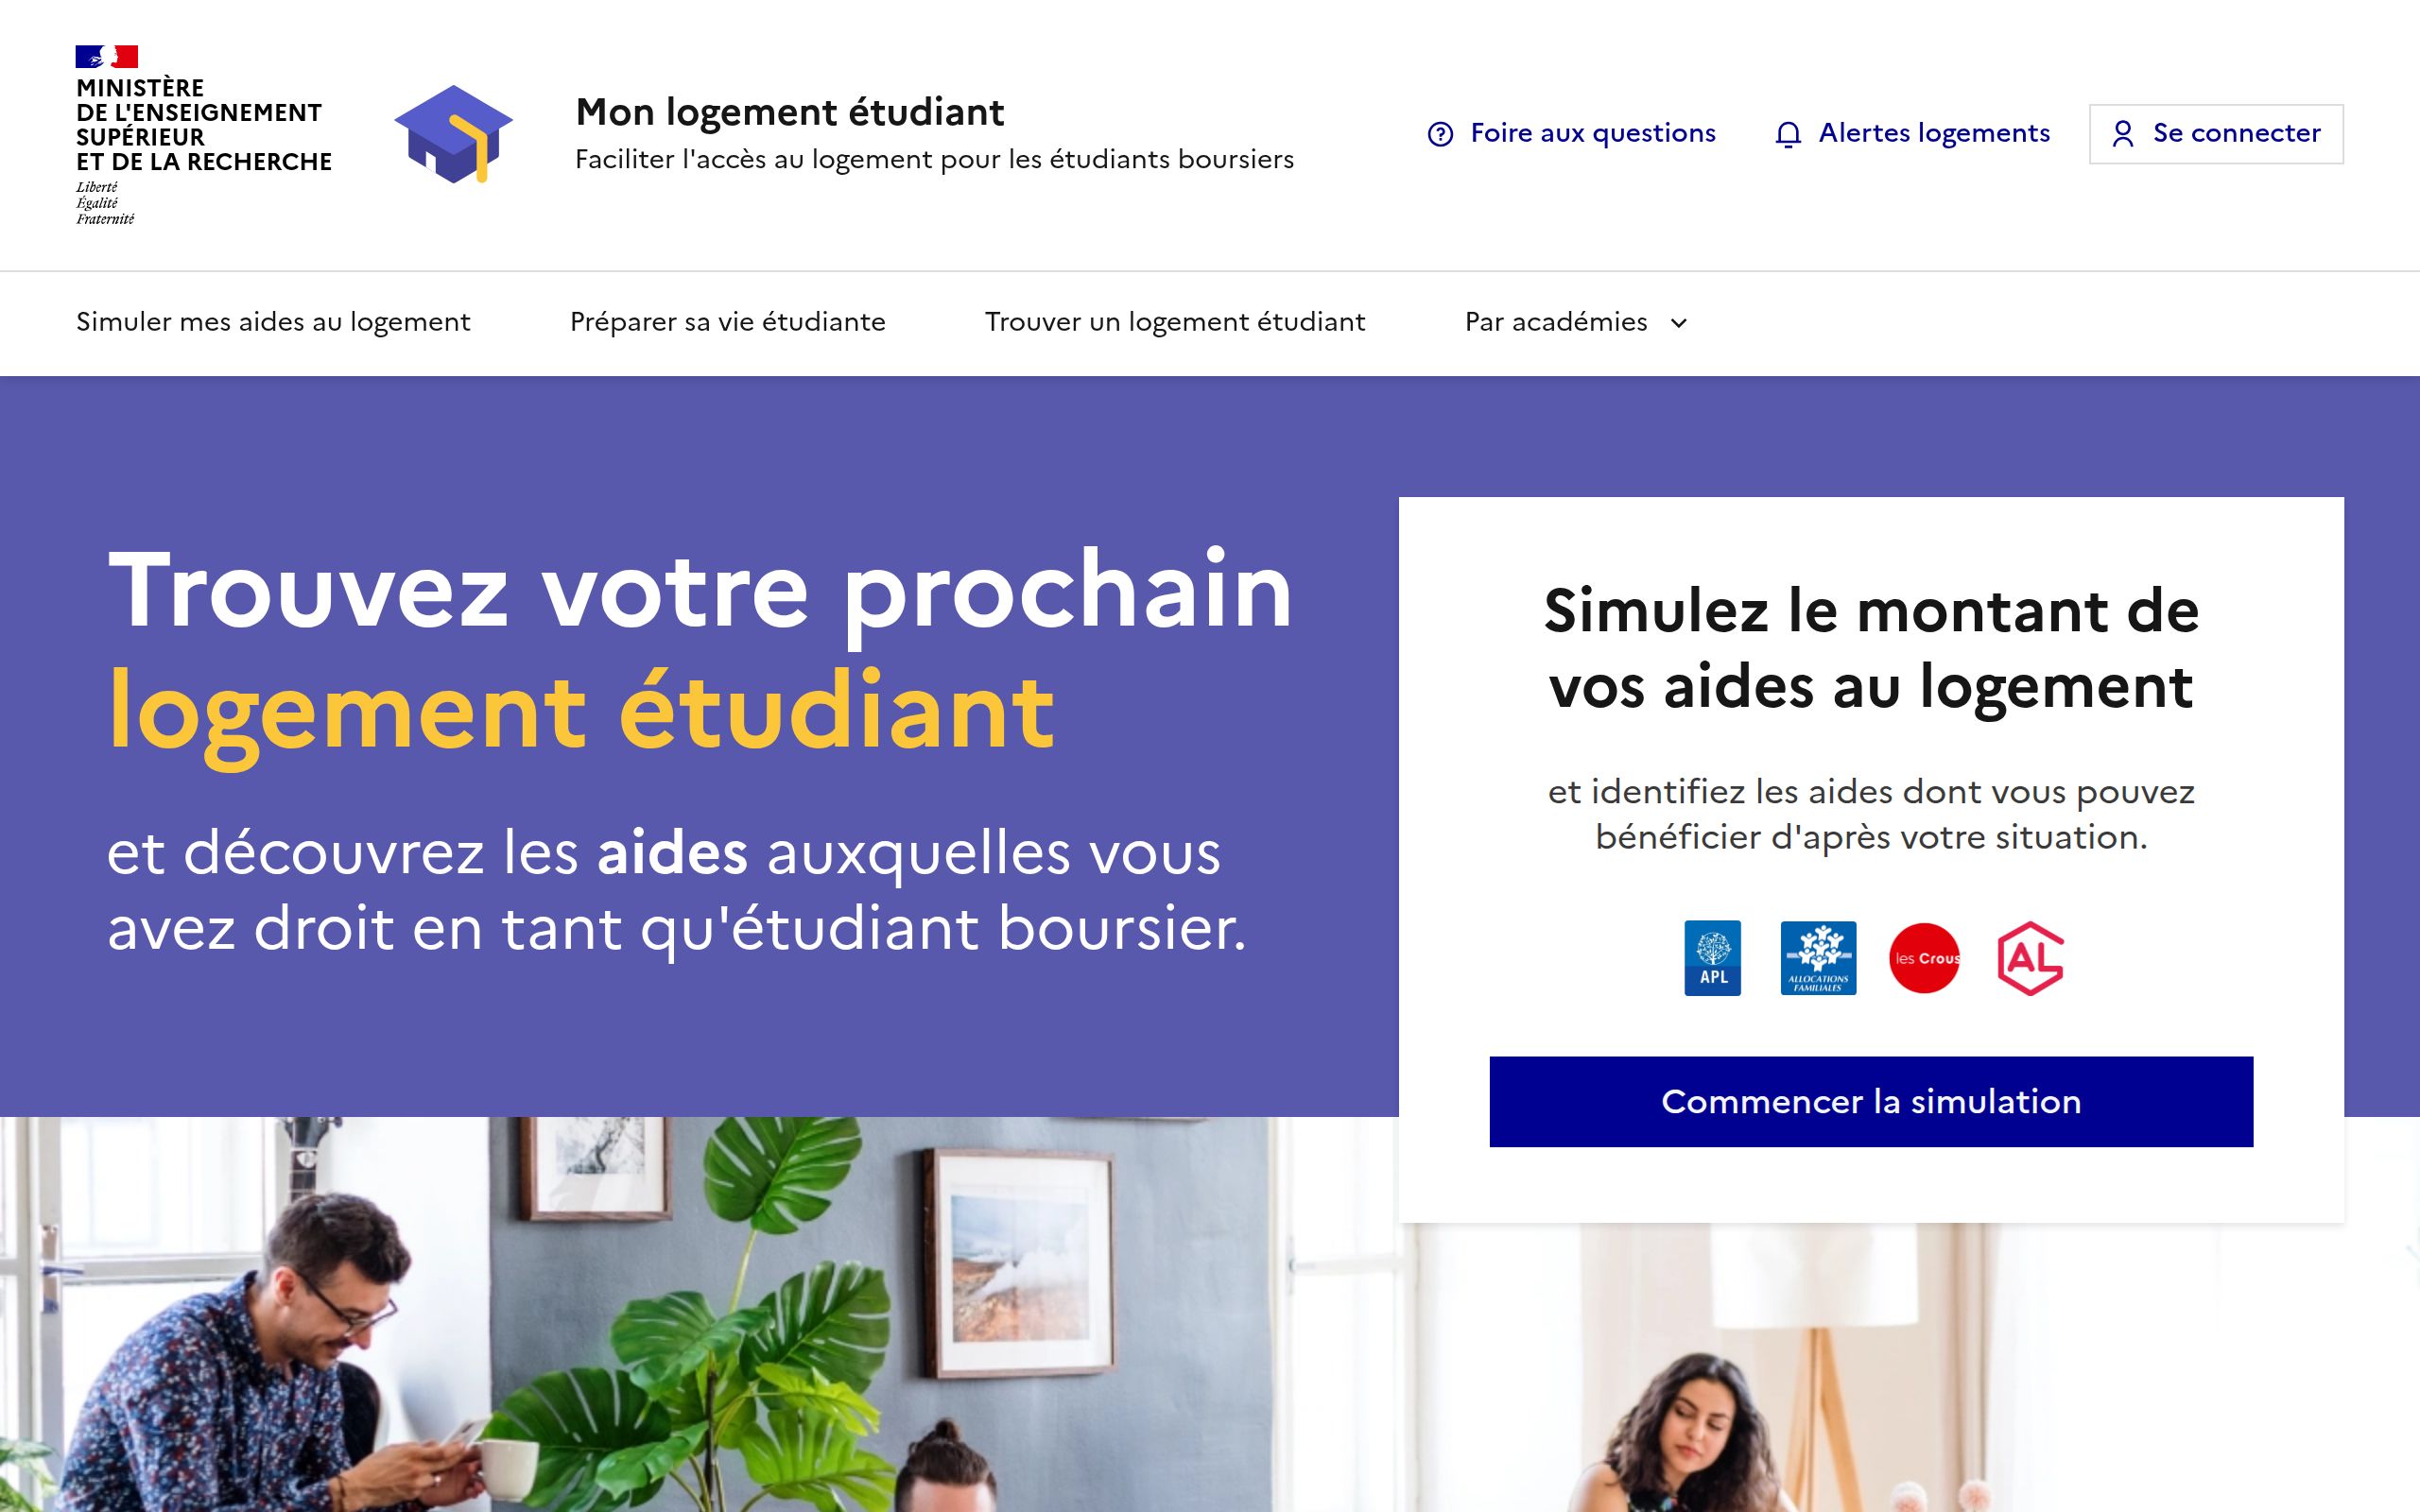 MINISTÈRE
DE L'ENSEIGNEMENT
SUPÉRIEUR
ET DE LA RECHERCHE
Liberté
Égalité
Fraternité
Mon logement étudiant
Faciliter l'accès au logement pour les étudiants boursiers
Foire aux questions
Alertes logements
Se connecter
Simuler mes aides au logement
Préparer sa vie étudiante
Trouver un logement étudiant
Par académies
Trouvez votre prochain
logement étudiant
et découvrez les aides auxquelles vous
avez droit en tant qu'étudiant boursier.
Simulez le montant de
vos aides au logement
et identifiez les aides dont vous pouvez
bénéficier d'après votre situation.
APL
ALLOCATIONS
FAMILIALES
les Crous
AL
Commencer la simulation